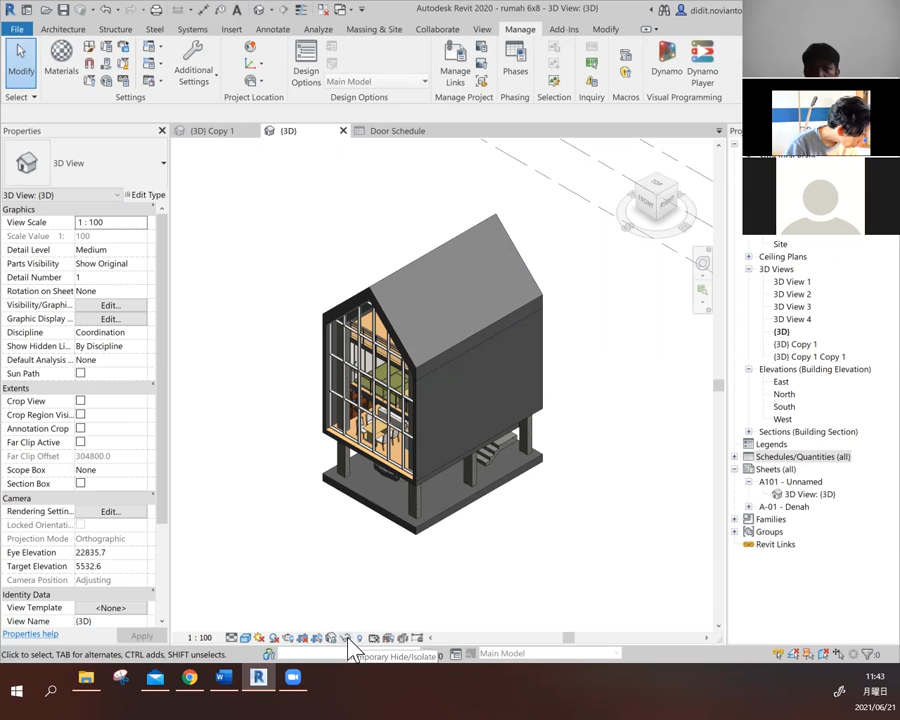 Autodesk Revit 2020 - rumah 6x8 - 3D View: {3D}
didit.novianto
File
Architecture
Structure
Steel
Systems
Insert
Annotate
Analyze
Massing & Site
Collaborate
View
Manage
Add-Ins
Modify
Modify
Materials
Additional
Settings
Design
Options
Main Model
Manage
Links
Phases
Dynamo
Dynamo
Player
Select
Settings
Project Location
Design Options
Manage Project
Phasing
Selection
Inquiry
Macros
Visual Programming
Properties
{3D} Copy 1
{3D}
Door Schedule
3D View
3D View: {3D}
Edit Type
Graphics
View Scale
1 : 100
Scale Value 1:
100
Detail Level
Medium
Parts Visibility
Show Original
Detail Number
1
Rotation on Sheet
None
Visibility/Graphi...
Edit...
Graphic Display ...
Edit...
Discipline
Coordination
Show Hidden Li...
By Discipline
Default Analysis ...
None
Sun Path
Extents
Crop View
Crop Region Visi...
Annotation Crop
Far Clip Active
Far Clip Offset
304800.0
Scope Box
None
Section Box
Camera
Rendering Settin...
Edit...
Locked Orientati...
Projection Mode
Orthographic
Eye Elevation
22835.7
Target Elevation
5532.6
Camera Position
Adjusting
Identity Data
View Template
<None>
View Name
{3D}
Properties help
Apply
TOP
FRONT
RIGHT
Site
Ceiling Plans
3D Views
3D View 1
3D View 2
3D View 3
3D View 4
{3D}
{3D} Copy 1
{3D} Copy 1 Copy 1
Elevations (Building Elevation)
East
North
South
West
Sections (Building Section)
Legends
Schedules/Quantities (all)
Sheets (all)
A101 - Unnamed
3D View: {3D}
A-01 - Denah
Families
Groups
Revit Links
1 : 100
Temporary Hide/Isolate
Click to select, TAB for alternates, CTRL adds, SHIFT unselects.
:0
Main Model
:0
11:43
月曜日
2021/06/21